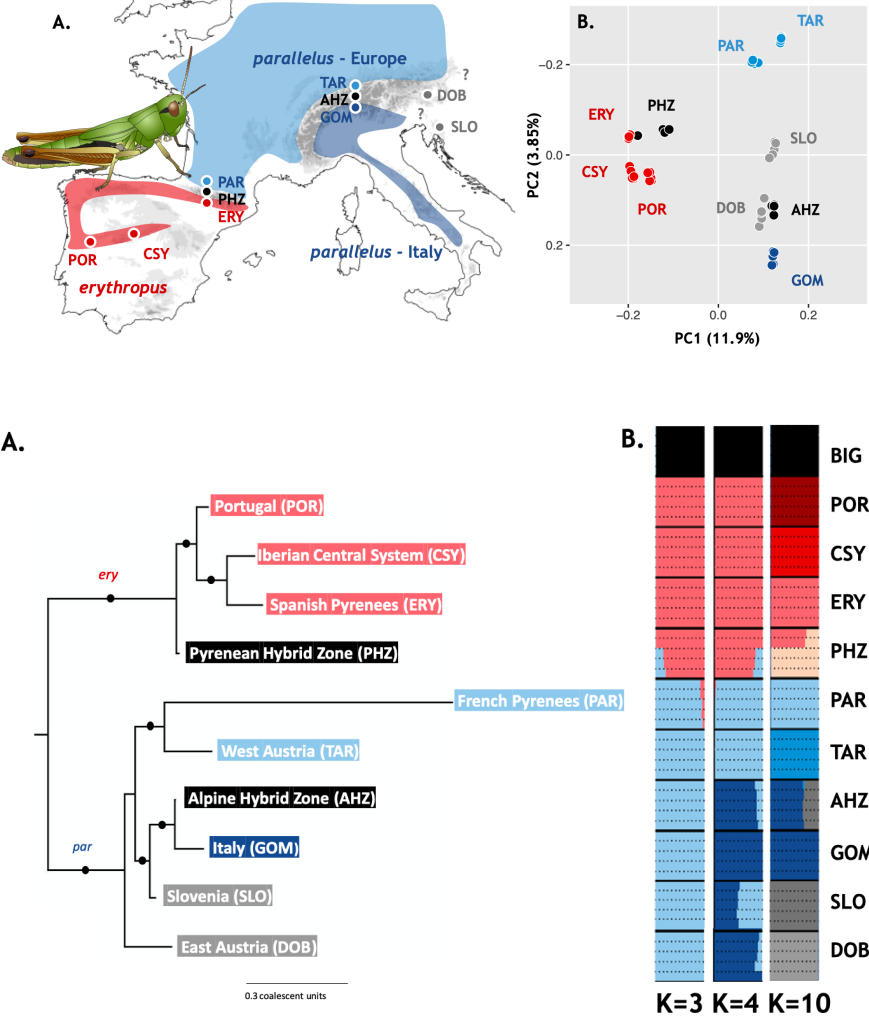 A.
parallelus - Europe
TAR
AHZ
GOM
?
DOB
?
SLO
PAR
PHZ
ERY
POR
CSY
erythropus
parallelus - Italy
B.
TAR
PAR
PHZ
ERY
SLO
CSY
POR
DOB
AHZ
GOM
−0.2
0.0
0.2
PC2 (3.85%)
−0.2
0.0
0.2
PC1 (11.9%)
A.
Portugal (POR)
Iberian Central System (CSY)
ery
Spanish Pyrenees (ERY)
Pyrenean Hybrid Zone (PHZ)
French Pyrenees (PAR)
West Austria (TAR)
Alpine Hybrid Zone (AHZ)
par
Italy (GOM)
Slovenia (SLO)
East Austria (DOB)
0.3 coalescent units
B.
BIG
POR
CSY
ERY
PHZ
PAR
TAR
AHZ
GOM
SLO
DOB
K=3 K=4 K=10